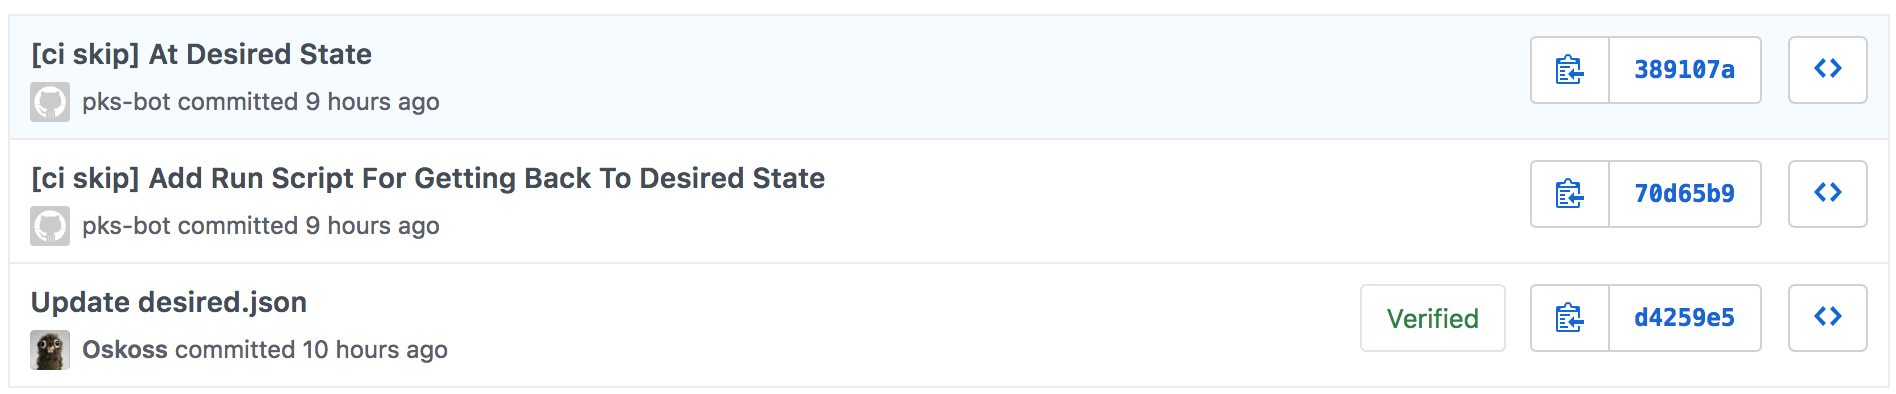 [ci skip] At Desired State
389107a
pks-bot committed 9 hours ago
[ci skip] Add Run Script For Getting Back To Desired State
70d65b9
pks-bot committed 9 hours ago
Update desired.json
Verified
d4259e5
Oskoss committed 10 hours ago